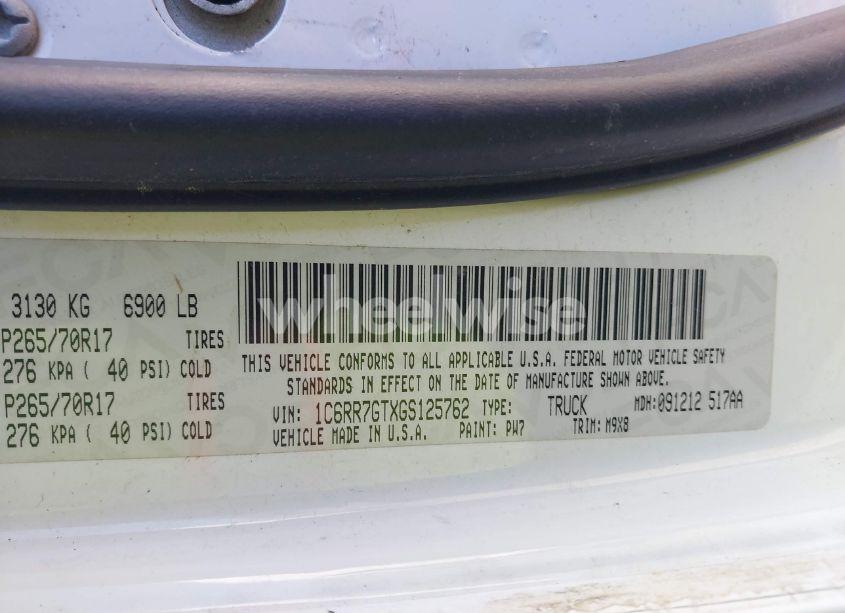 3130 KG 6900 LB
P265/70R17 TIRES
276 KPA ( 40 PSI) COLD
P265/70R17 TIRES
276 KPA ( 40 PSI) COLD
wheelwise
THIS VEHICLE CONFORMS TO ALL APPLICABLE U.S.A. FEDERAL MOTOR VEHICLE SAFETY
STANDARDS IN EFFECT ON THE DATE OF MANUFACTURE SHOWN ABOVE.
VIN: 1C6RR7GTXGS125762 TYPE: TRUCK MDH: 091212 517AA
VEHICLE MADE IN U.S.A. PAINT: PW7 TRIM: M9X8